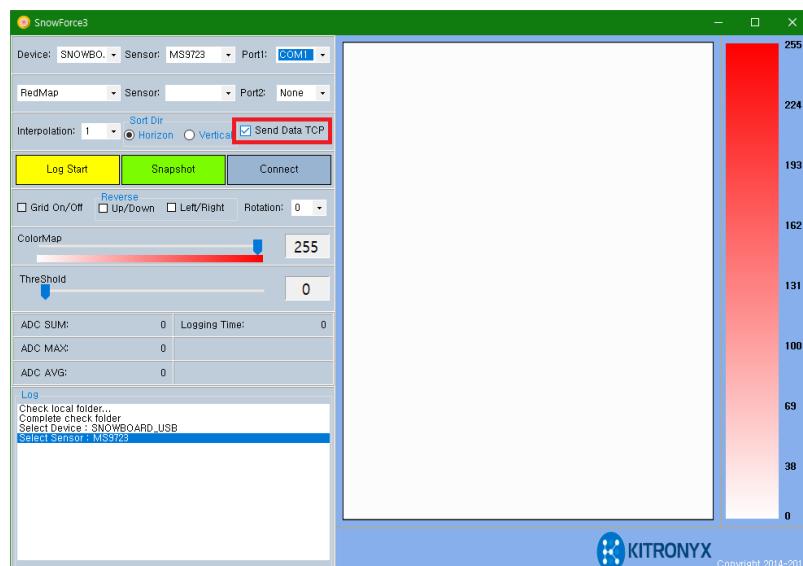 SnowForce3
Device: SNOWBO. Sensor: MS9723 Port1: COM1
RedMap Sensor: Port2: None
Sort Dir
Interpolation: 1 Horizon Vertical Send Data TCP
Log Start Snapshot Connect
Reverse
Grid On/Off Up/Down Left/Right Rotation: 0
ColorMap
255
ThreShold
0
ADC SUM: 0 Logging Time: 0
ADC MAX: 0
ADC AVG: 0
Log
Check local folder...
Complete check folder
Select Device : SNOWBOARD_USB
Select Sensor : MS9723
255
224
193
162
131
100
69
38
0
KITRONYX
Copyright 2014-201